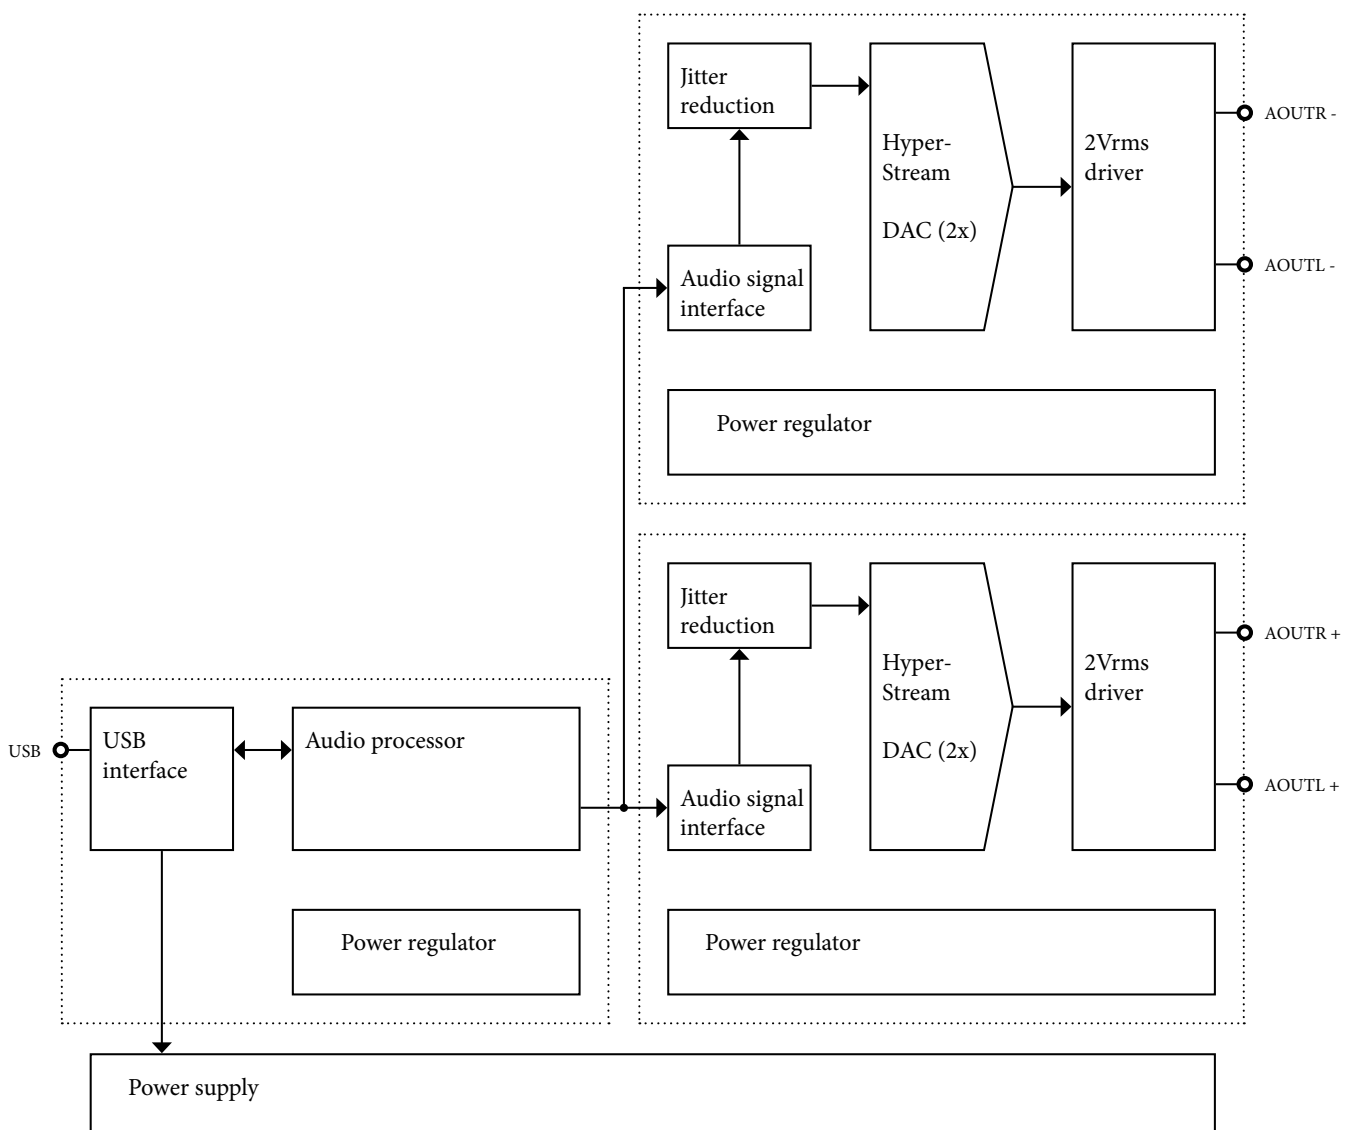 Jitter
reduction
Hyper-
Stream
DAC (2x)
2Vrms
driver
AOUTR -
AOUTL -
Audio signal
interface
Power regulator
Jitter
reduction
Hyper-
Stream
DAC (2x)
2Vrms
driver
AOUTR +
AOUTL +
Audio signal
interface
USB
USB
interface
Audio processor
Power regulator
Power regulator
Power supply